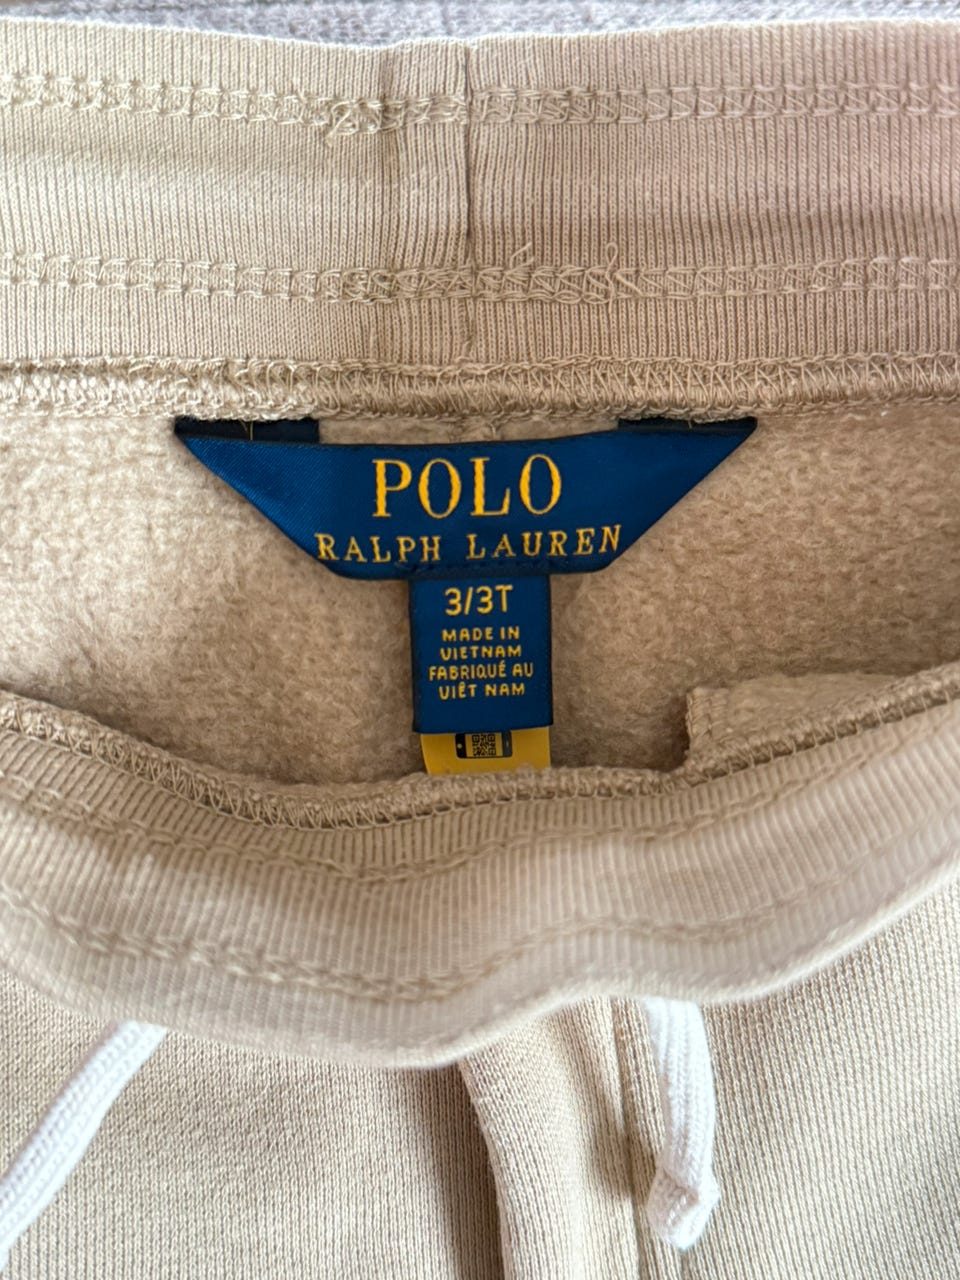 POLO
RALPH LAUREN
3/3T
MADE IN
VIETNAM
FABRIQUÉ AU
VIÊT NAM